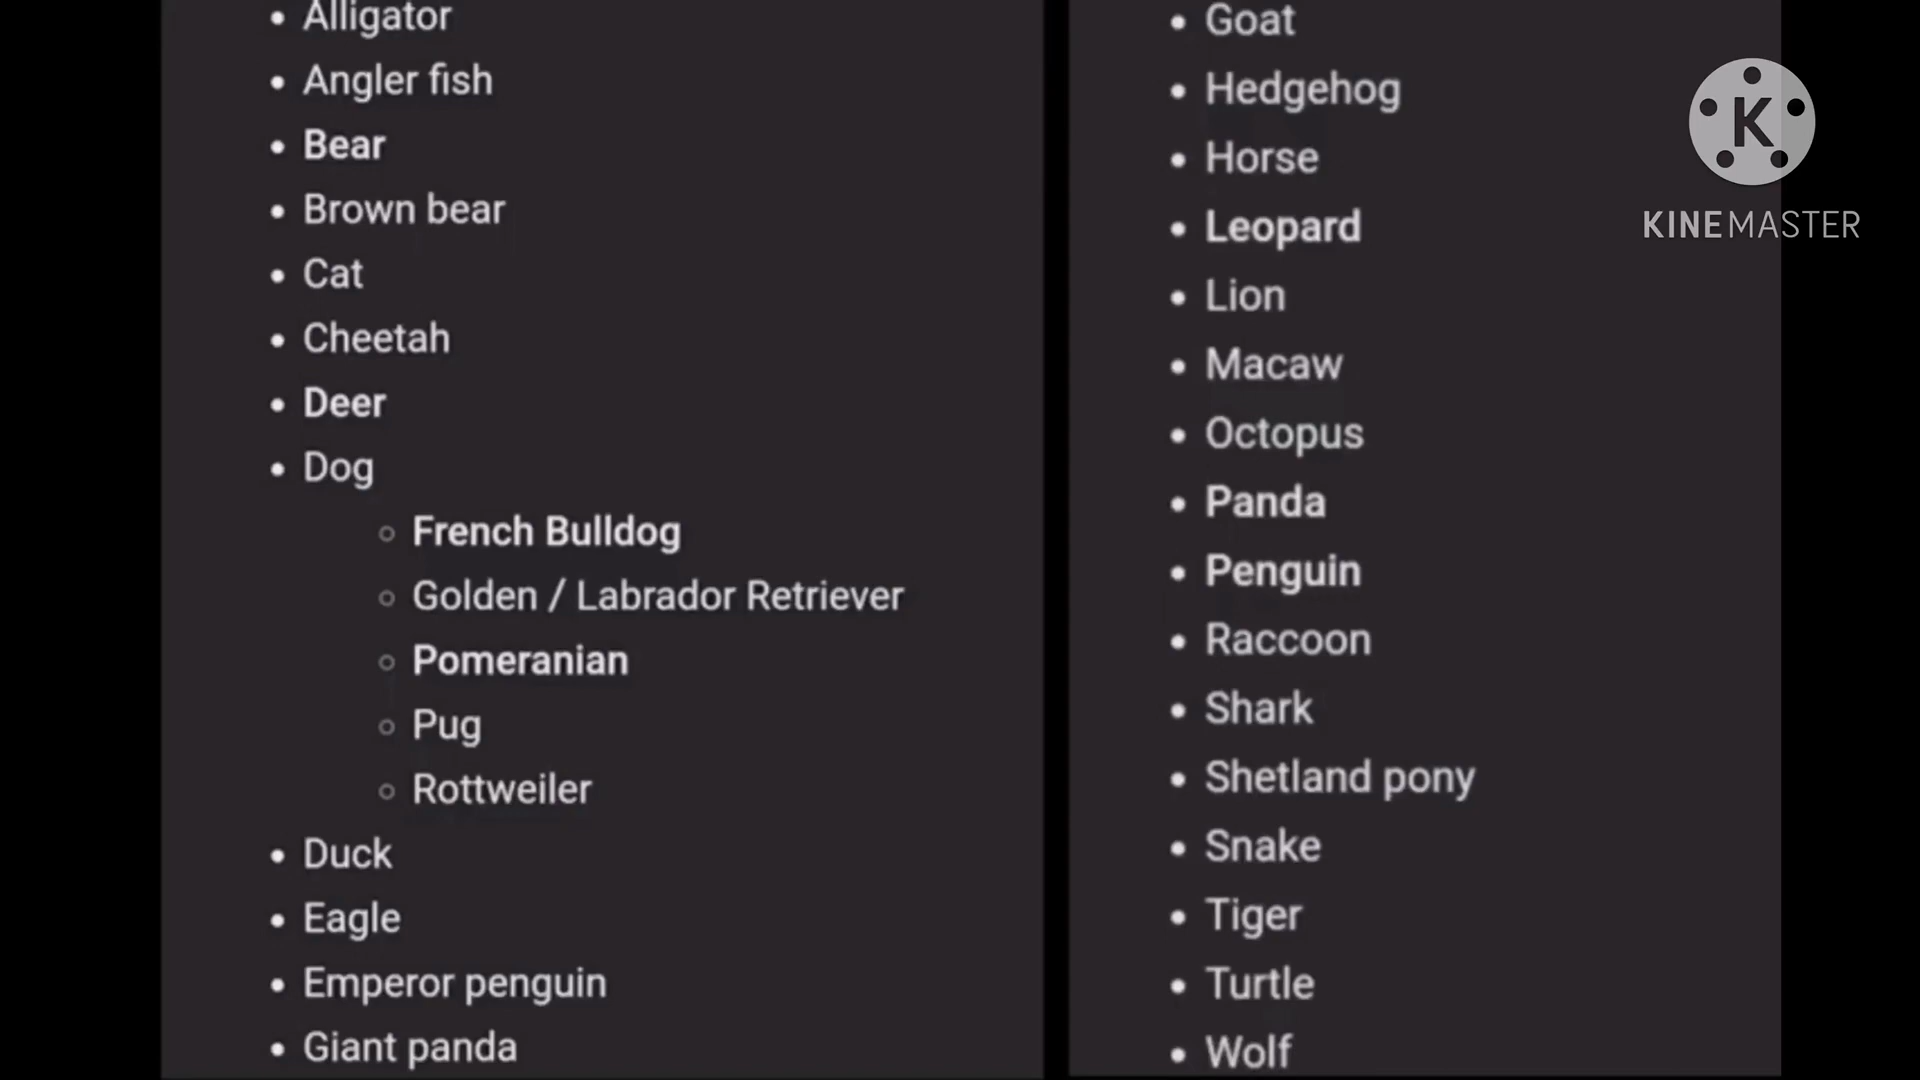 Alligator
Angler fish
Bear
Brown bear
Cat
Cheetah
Deer
Dog
French Bulldog
Golden / Labrador Retriever
Pomeranian
Pug
Rottweiler
Duck
Eagle
Emperor penguin
Giant panda
Goat
Hedgehog
Horse
Leopard
Lion
Macaw
Octopus
Panda
Penguin
Raccoon
Shark
Shetland pony
Snake
Tiger
Turtle
Wolf
K
KINEMASTER